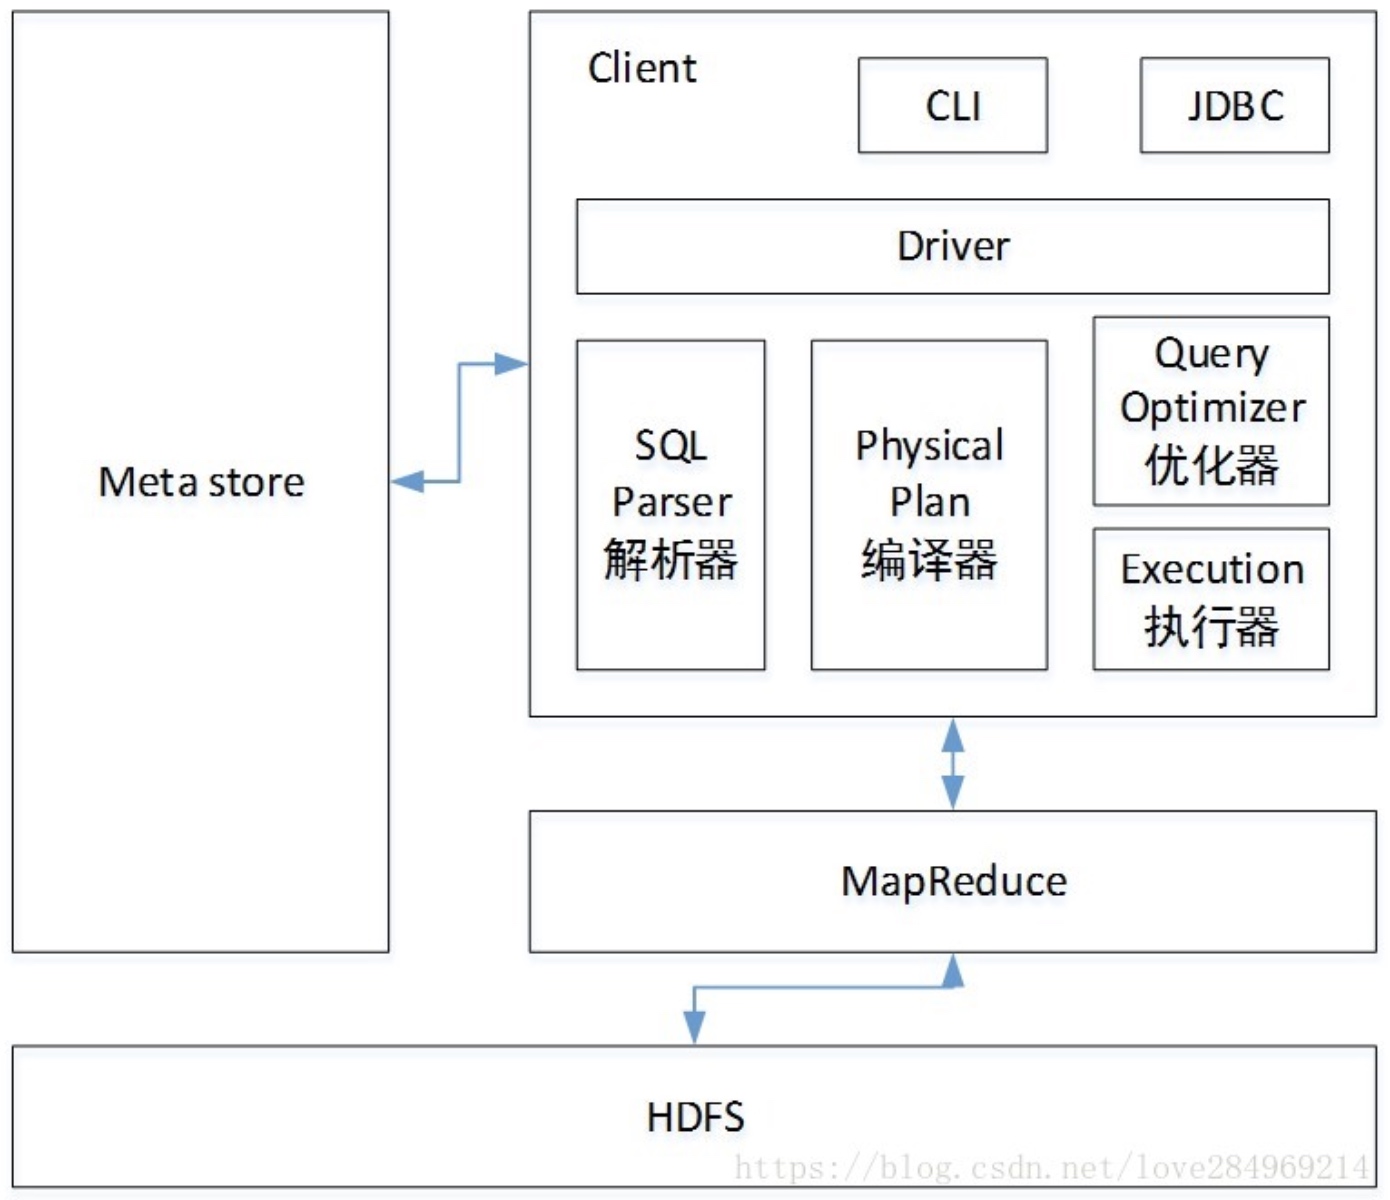 Client
CLI
JDBC
Driver
Meta store
SQL
Parser
解析器
Physical
Plan
编译器
Query
Optimizer
优化器
Execution
执行器
MapReduce
HDFS
https://blog.csdn.net/love284969214